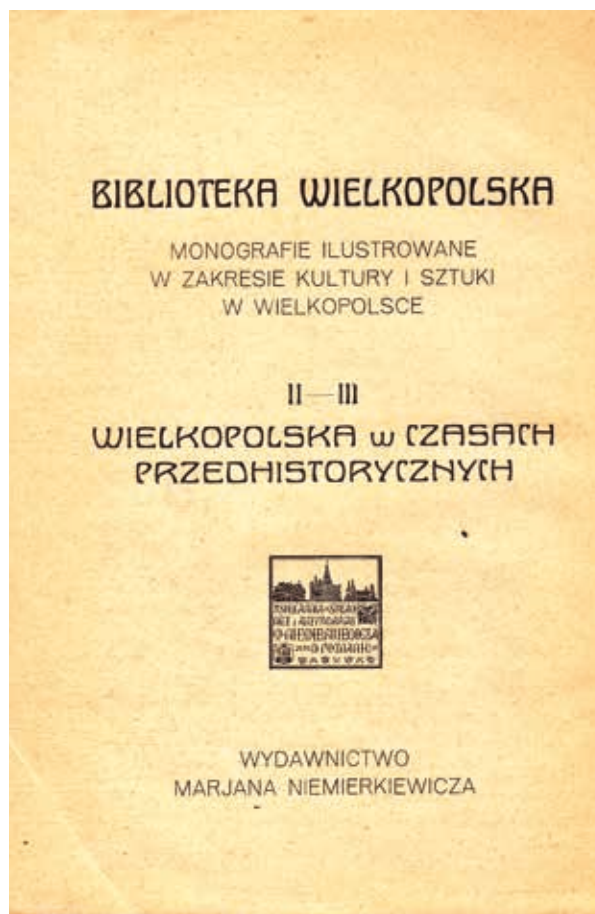 BIBLIOTEKA WIELKOPOLSKA
MONOGRAFIE ILUSTROWANE
W ZAKRESIE KULTURY I SZTUKI
W WIELKOPOLSCE
II—III
WIELKOPOLSKA w CZASACH
PRZEDHISTORYCZNYCH
WYDAWNICTWO
MARJANA NIEMIERKIEWICZA